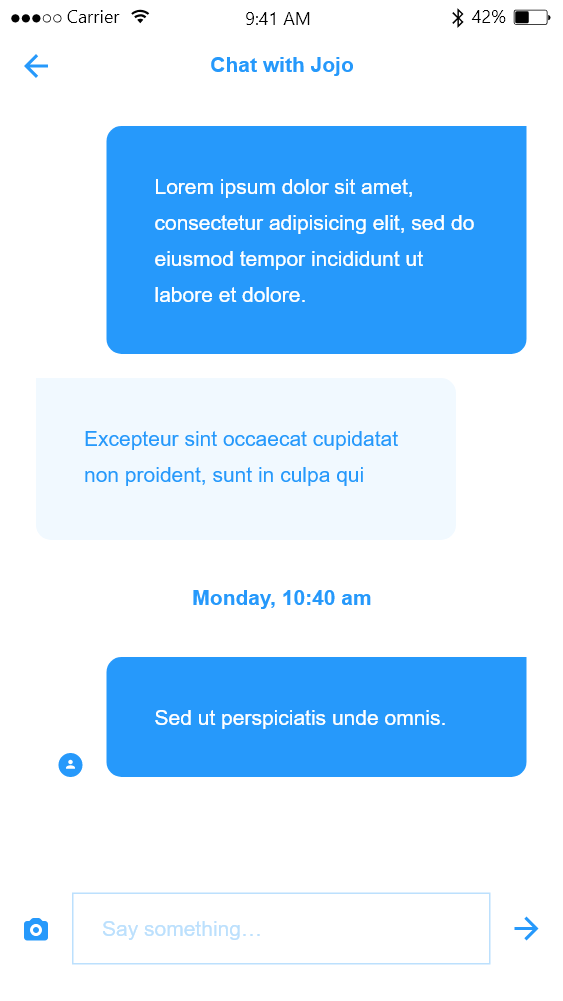 Carrier 9:41 AM 42%
Chat with Jojo
Lorem ipsum dolor sit amet,
consectetur adipisicing elit, sed do
eiusmod tempor incididunt ut
labore et dolore.
Excepteur sint occaecat cupidatat
non proident, sunt in culpa qui
Monday, 10:40 am
Sed ut perspiciatis unde omnis.
Say something…